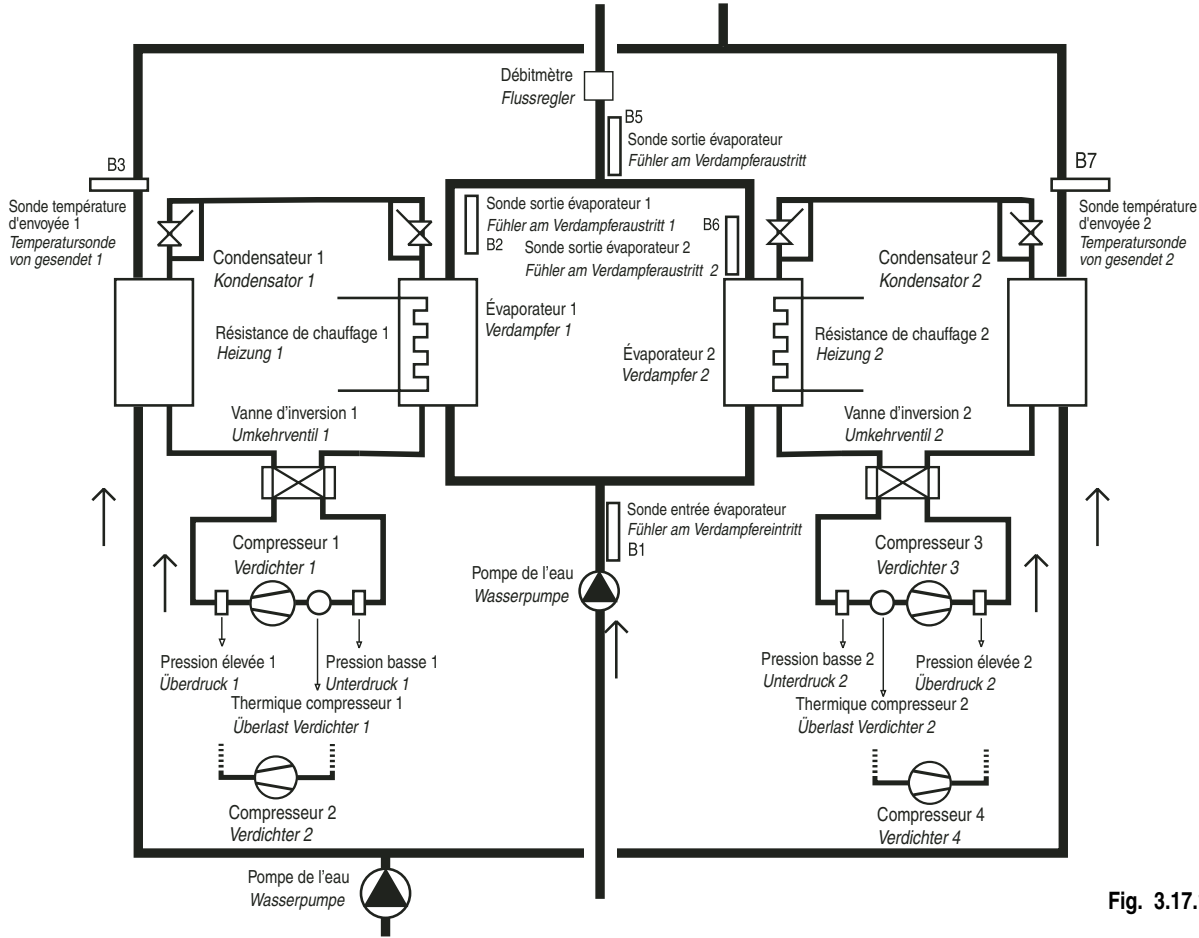 Débitmètre
Flussregler
B5
Sonde sortie évaporateur
Fühler am Verdampferaustritt
B3
Sonde température
d'envoyée 1
Temperatursonde
von gesendet 1
B7
Sonde température
d'envoyée 2
Temperatursonde
von gesendet 2
Sonde sortie évaporateur 1
Fühler am Verdampferaustritt 1
B2
B6
Sonde sortie évaporateur 2
Fühler am Verdampferaustritt 2
Condensateur 1
Kondensator 1
Condensateur 2
Kondensator 2
Évaporateur 1
Verdampfer 1
Résistance de chauffage 1
Heizung 1
Évaporateur 2
Verdampfer 2
Résistance de chauffage 2
Heizung 2
Vanne d'inversion 1
Umkehrventil 1
Vanne d'inversion 2
Umkehrventil 2
Sonde entrée évaporateur
Fühler am Verdampfereintritt
B1
Compresseur 1
Verdichter 1
Compresseur 3
Verdichter 3
Pompe de l'eau
Wasserpumpe
Pression élevée 1
Überdruck 1
Pression basse 1
Unterdruck 1
Pression basse 2
Unterdruck 2
Pression élevée 2
Überdruck 2
Thermique compresseur 1
Überlast Verdichter 1
Thermique compresseur 2
Überlast Verdichter 2
Compresseur 2
Verdichter 2
Compresseur 4
Verdichter 4
Pompe de l'eau
Wasserpumpe
Fig. 3.17.